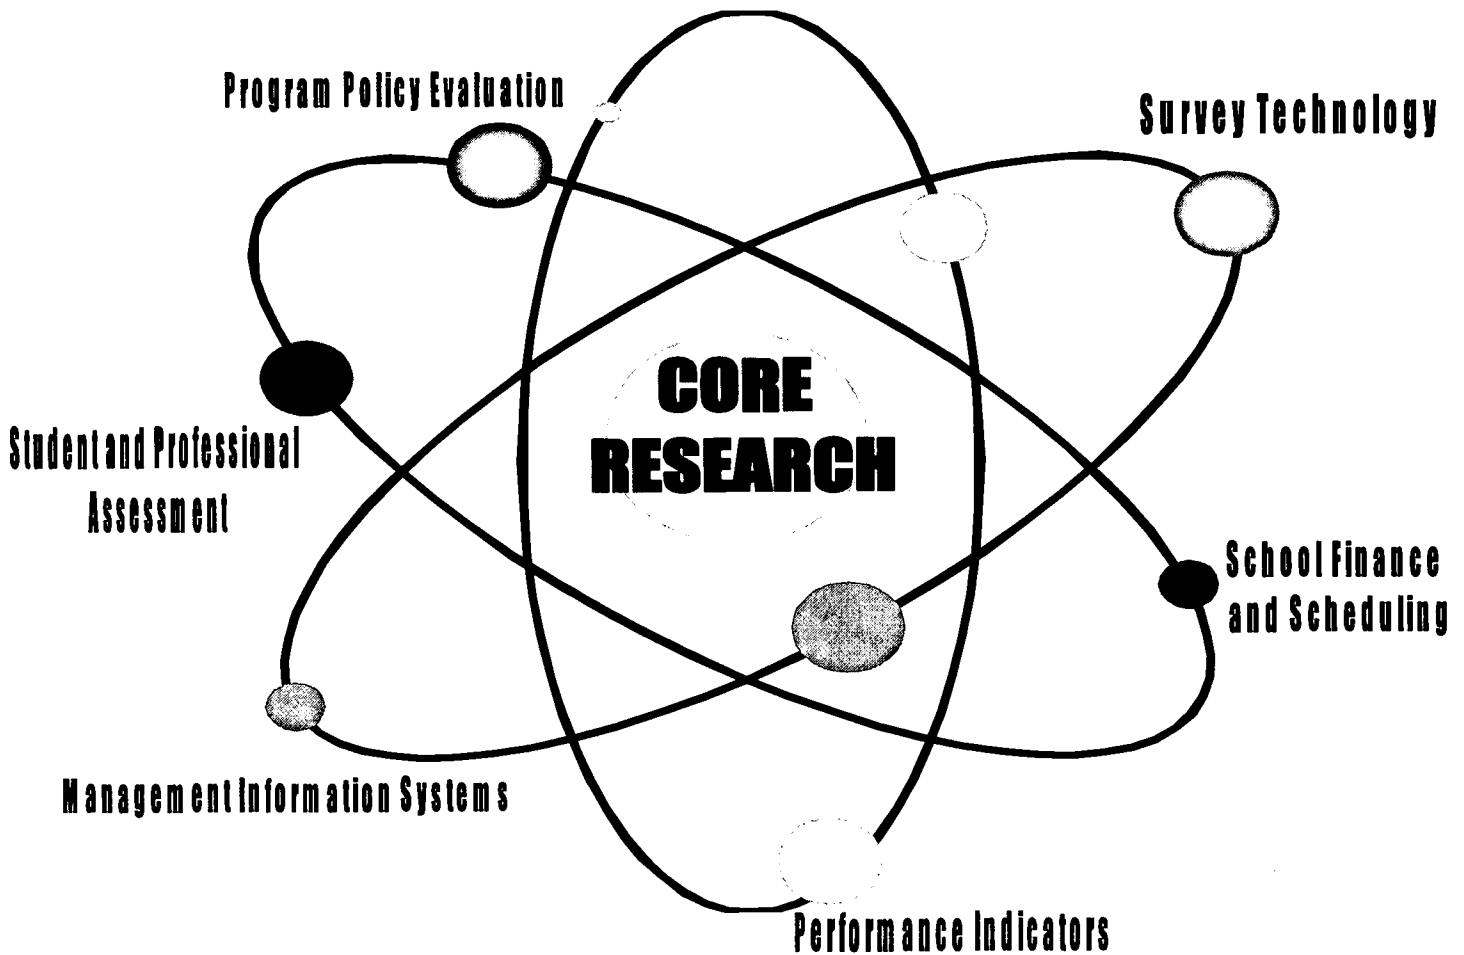 Program Policy Evaluation
Survey Technology
CORE
RESEARCH
Student and Professional
Assessment
School Finance
and Scheduling
Management Information Systems
Performance Indicators